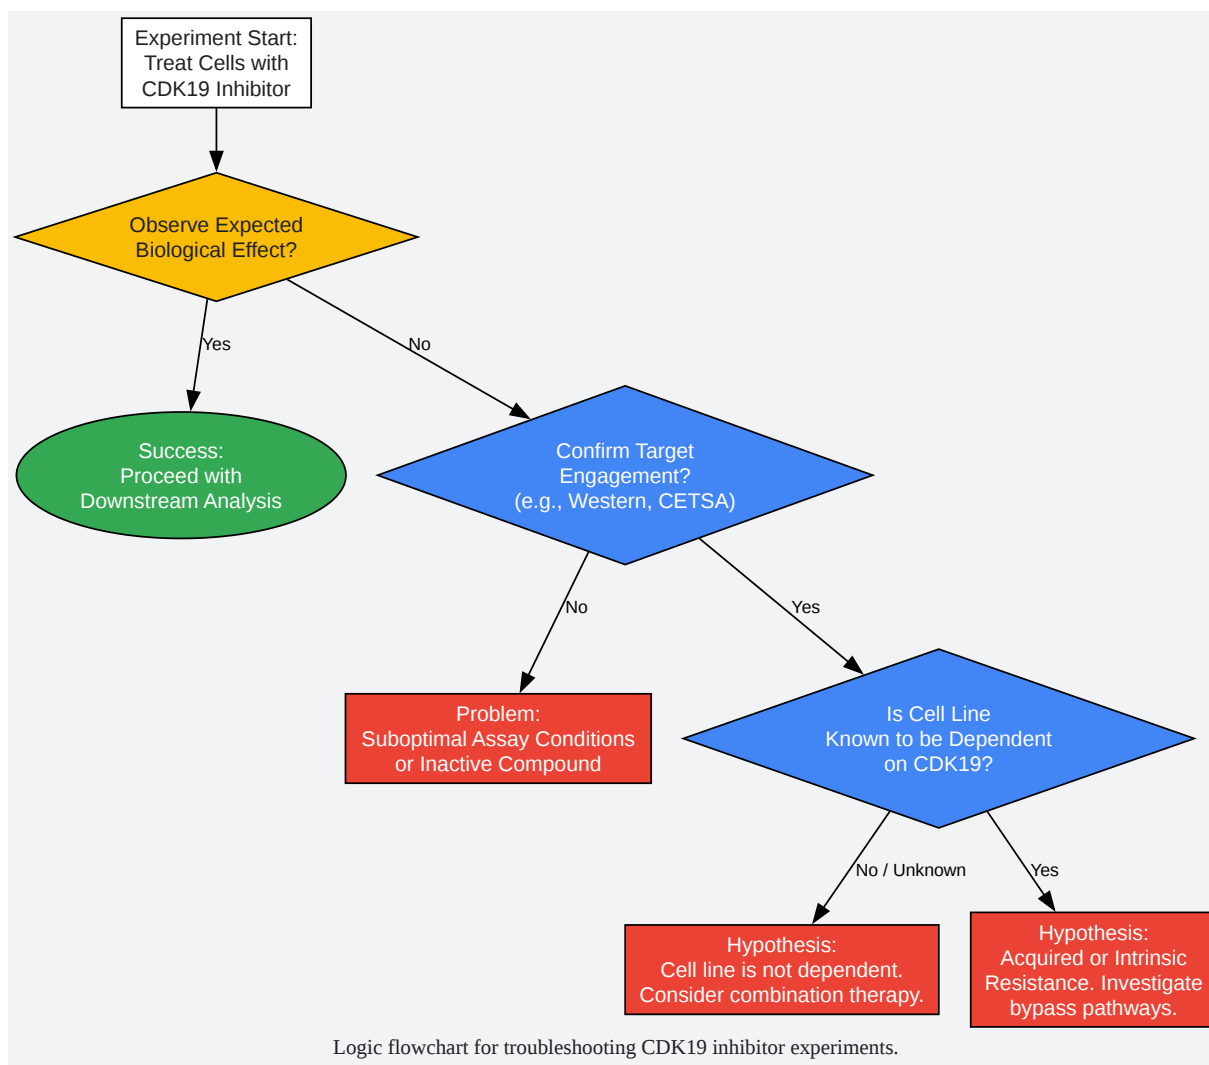 Experiment Start:
Treat Cells with
CDK19 Inhibitor
Observe Expected
Biological Effect?
Yes
No
Success:
Proceed with
Downstream Analysis
Confirm Target
Engagement?
(e.g., Western, CETSA)
No
Yes
Problem:
Suboptimal Assay Conditions
or Inactive Compound
Is Cell Line
Known to be Dependent
on CDK19?
No / Unknown
Yes
Hypothesis:
Cell line is not dependent.
Consider combination therapy.
Hypothesis:
Acquired or Intrinsic
Resistance. Investigate
bypass pathways.
Logic flowchart for troubleshooting CDK19 inhibitor experiments.